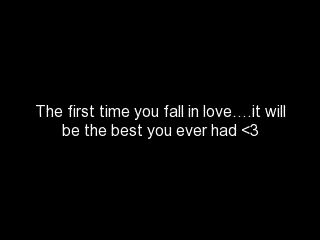 The first time you fall in love….it will
be the best you ever had <3